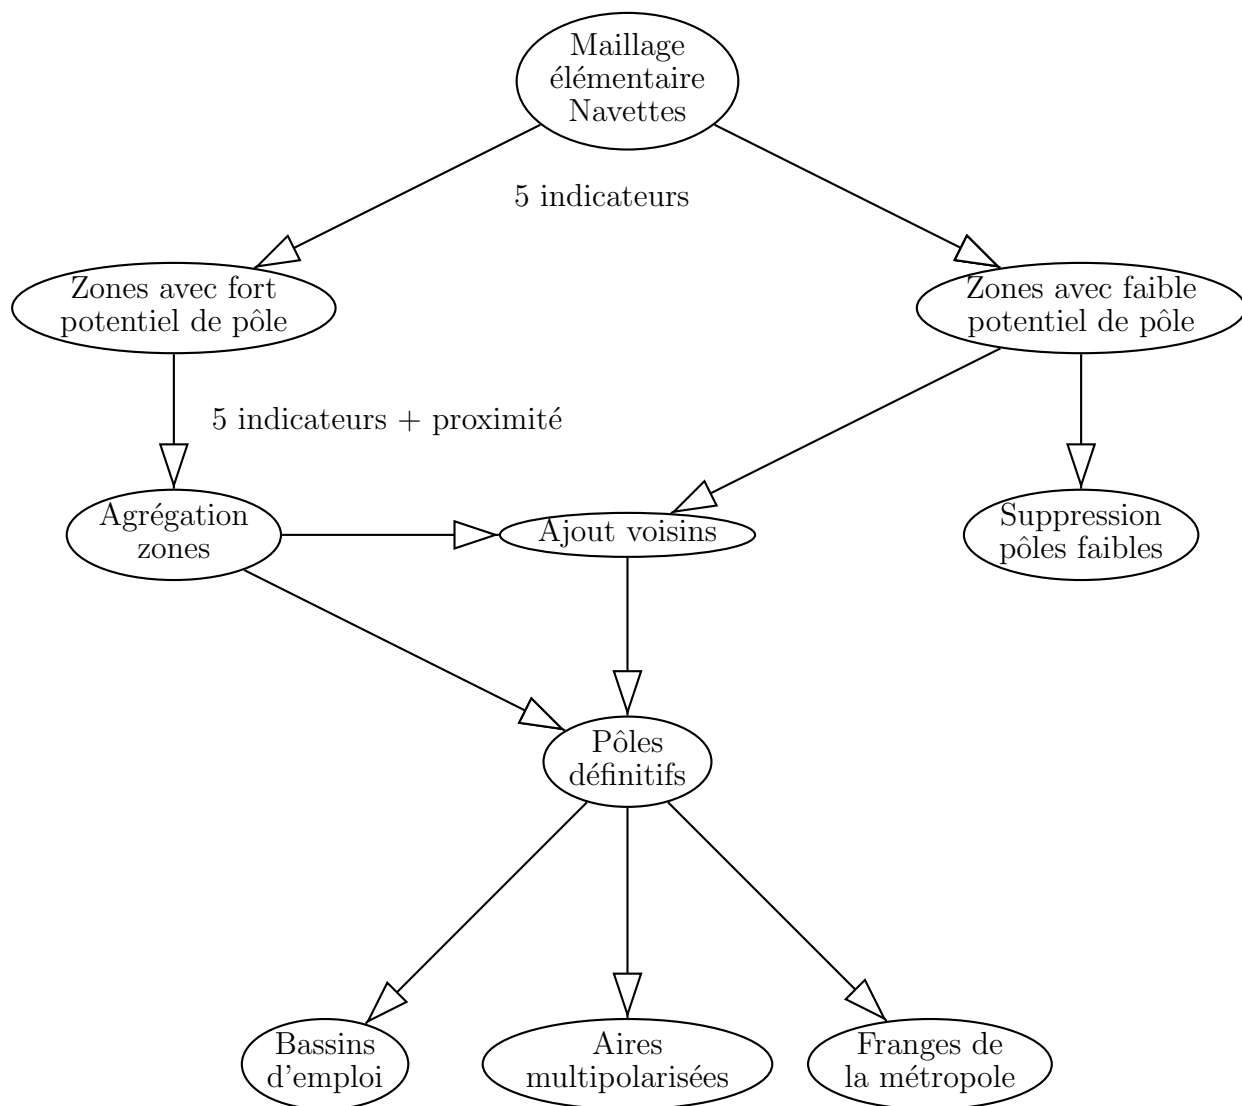 Maillage
élémentaire
Navettes
5 indicateurs
Zones avec fort
potentiel de pôle
Zones avec faible
potentiel de pôle
5 indicateurs + proximité
Agrégation
zones
Ajout voisins
Suppression
pôles faibles
Pôles
définitifs
Bassins
d'emploi
Aires
multipolarisées
Franges de
la métropole